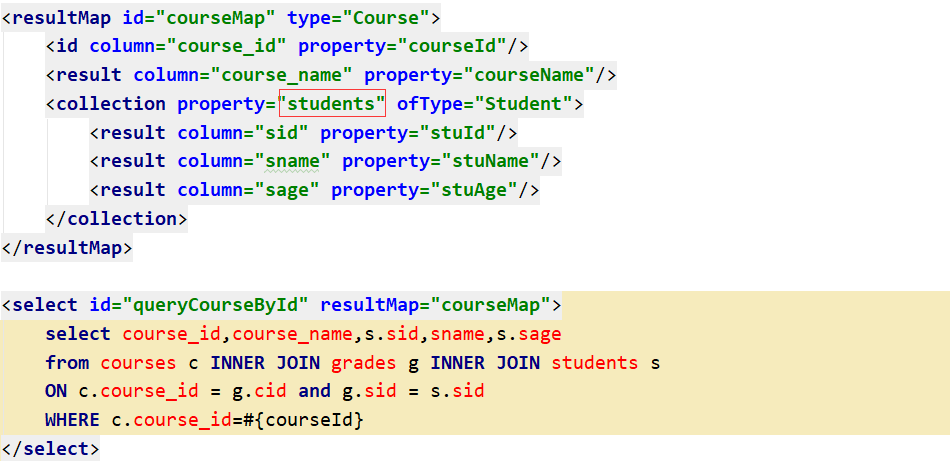 <resultMap id="courseMap" type="Course">
    <id column="course_id" property="courseId"/>
    <result column="course_name" property="courseName"/>
    <collection property="students" ofType="Student">
        <result column="sid" property="stuId"/>
        <result column="sname" property="stuName"/>
        <result column="sage" property="stuAge"/>
    </collection>
</resultMap>

<select id="queryCourseById" resultMap="courseMap">
    select course_id,course_name,s.sid,sname,s.sage
    from courses c INNER JOIN grades g INNER JOIN students s
    ON c.course_id = g.cid and g.sid = s.sid
    WHERE c.course_id=#{courseId}
</select>